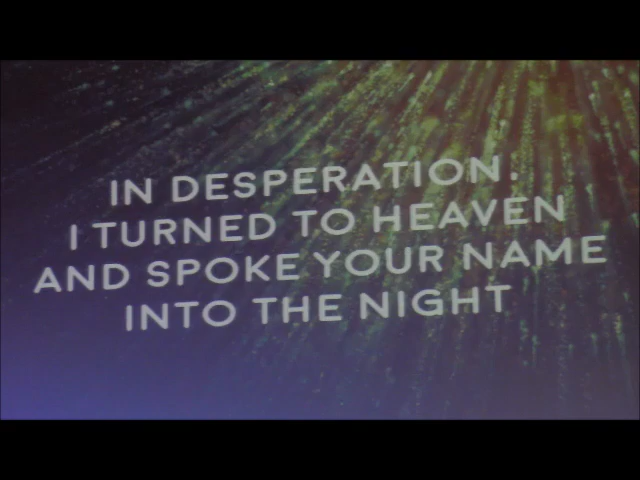 IN DESPERATION.
I TURNED TO HEAVEN
AND SPOKE YOUR NAME
INTO THE NIGHT